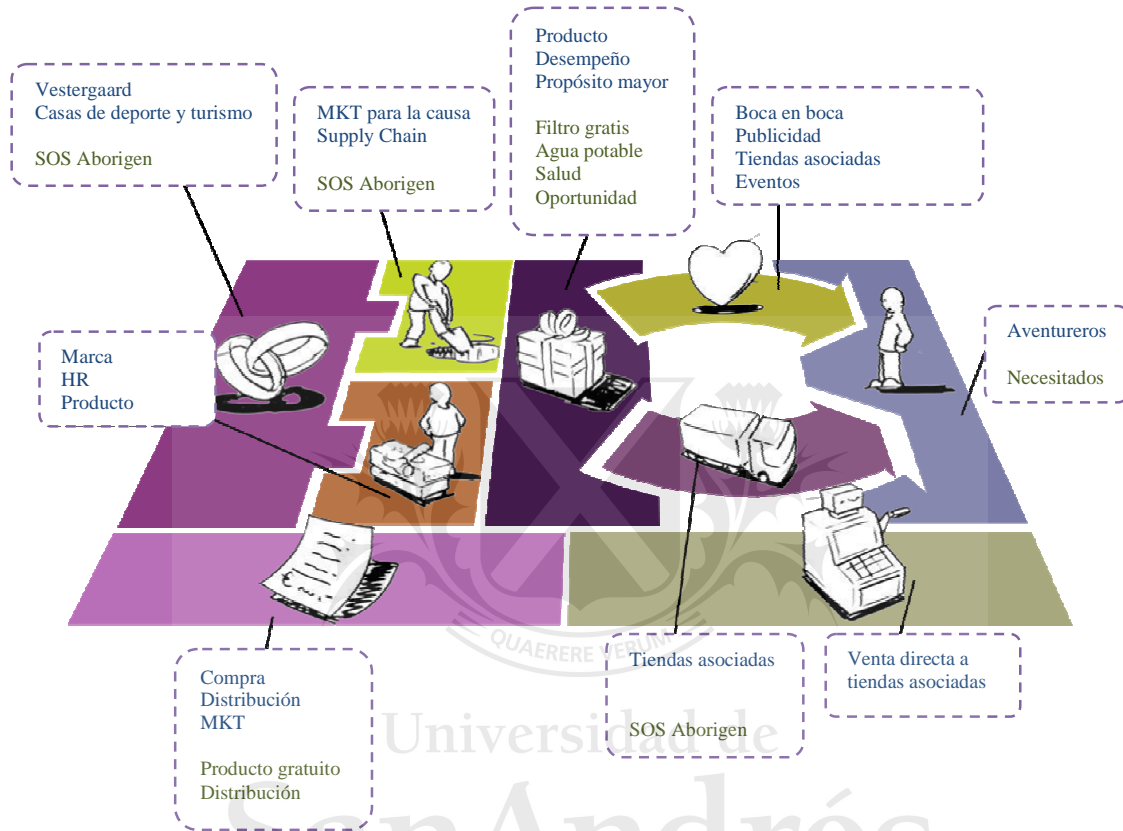 Producto
Desempeño
Propósito mayor
Filtro gratis
Agua potable
Salud
Oportunidad
Vestergaard
Casas de deporte y turismo
SOS Aborigen
MKT para la causa
Supply Chain
SOS Aborigen
Boca en boca
Publicidad
Tiendas asociadas
Eventos
Marca
HR
Producto
Aventureros
Necesitados
QUAERERE VERUM
Compra
Distribución
MKT
Producto gratuito
Distribución
Tiendas asociadas
SOS Aborigen
Venta directa a
tiendas asociadas
Universidad de
SanAndrés